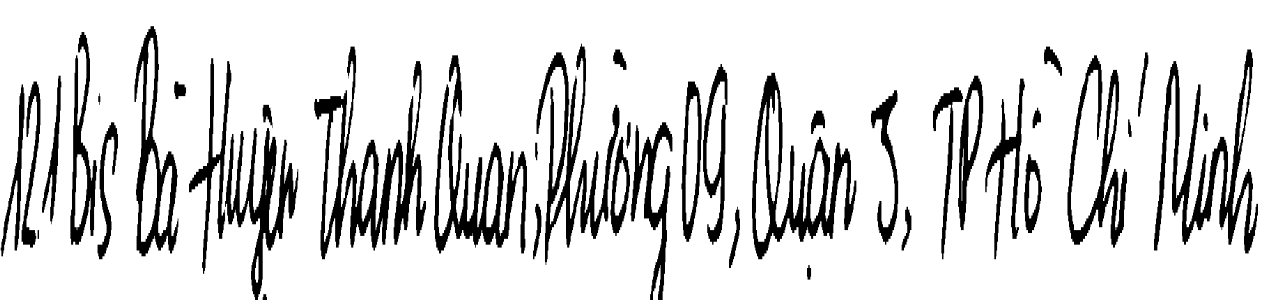 121 Bis Bà Huyện Thanh Quan, Phường 09, Quận 3, TP Hồ Chí Minh